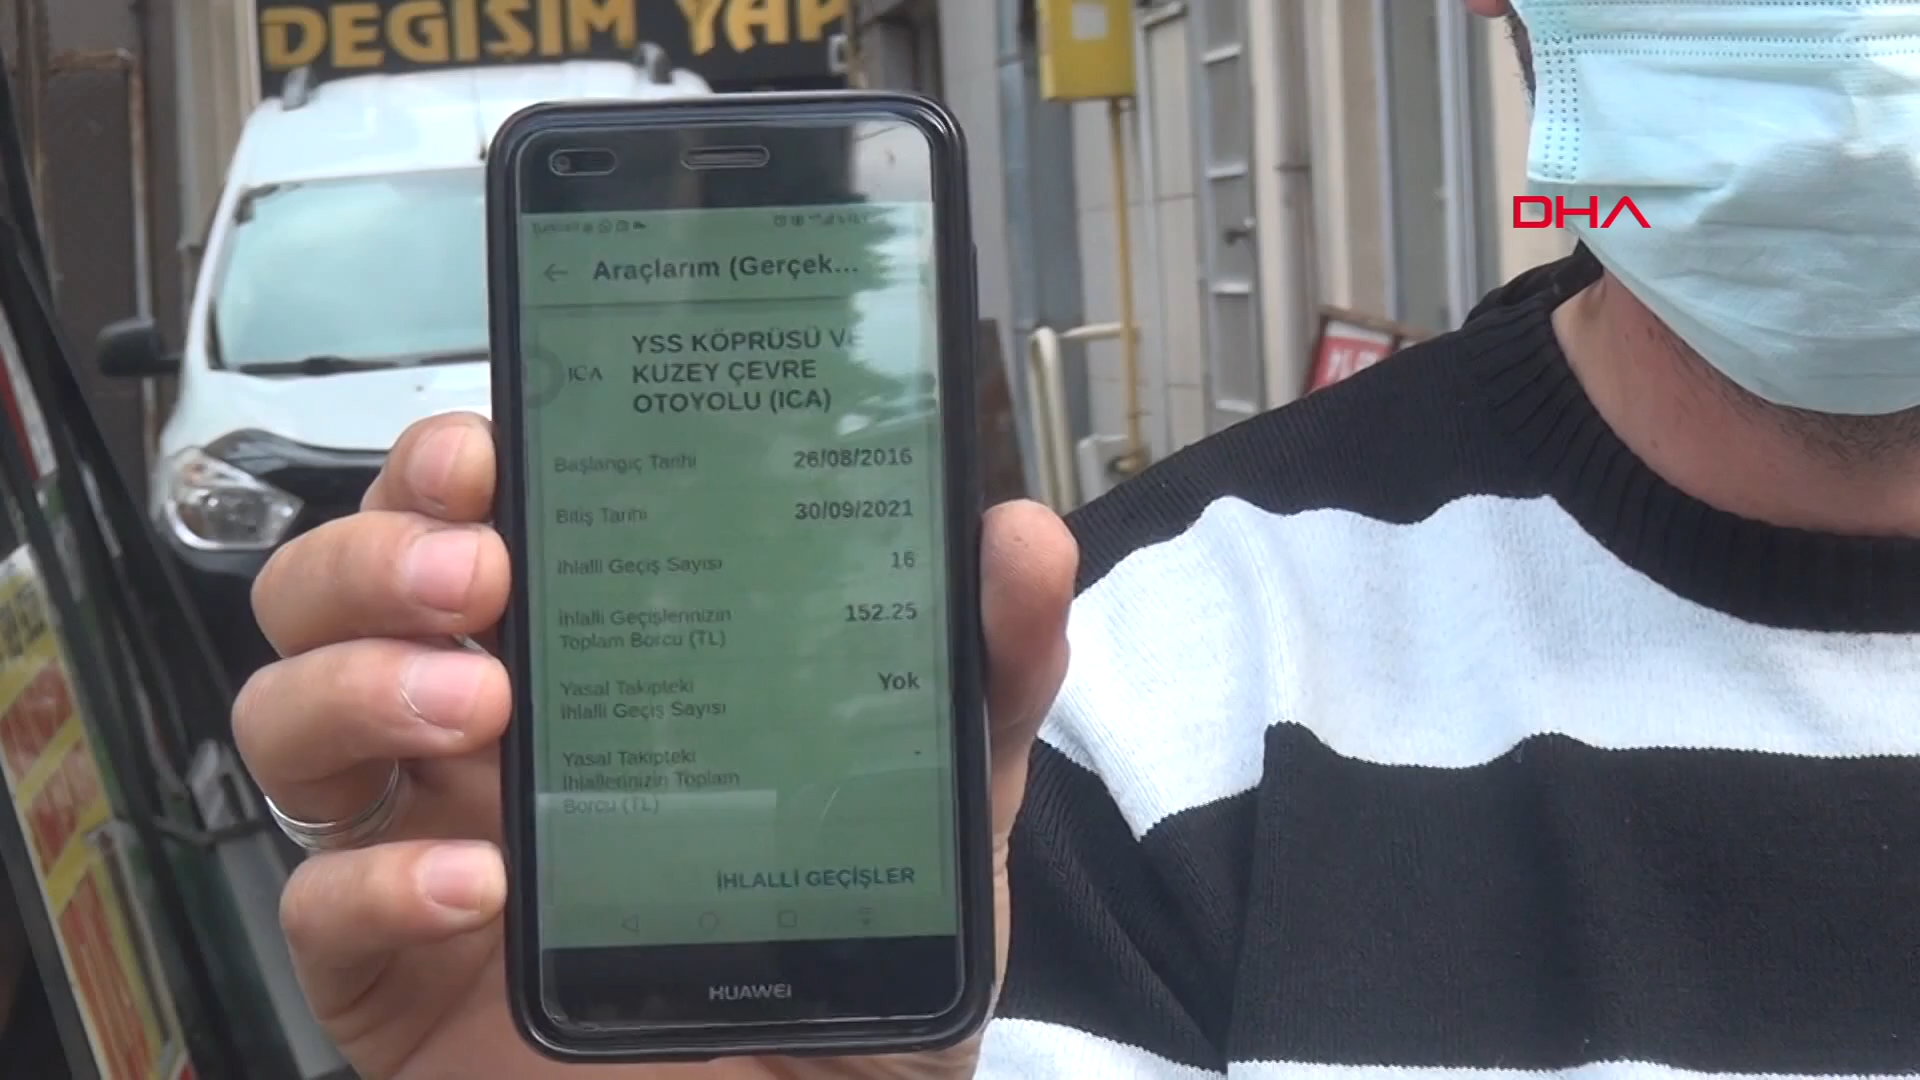 DEĞİŞİM YAP
DHA
Araçlarım (Gerçek...
ICA
YSS KÖPRÜSÜ VE
KUZEY ÇEVRE
OTOYOLU (ICA)
Başlangıç Tarihi 26/08/2016
Bitiş Tarihi 30/09/2021
İhlalli Geçiş Sayısı 16
İhlalli Geçişlerinizin 152.25
Toplam Borcu (TL)
Yasal Takipteki Yok
İhlalli Geçiş Sayısı
Yasal Takipteki -
İhlallerinizin Toplam
Borcu (TL)
İHLALLİ GEÇİŞLER
HUAWEI